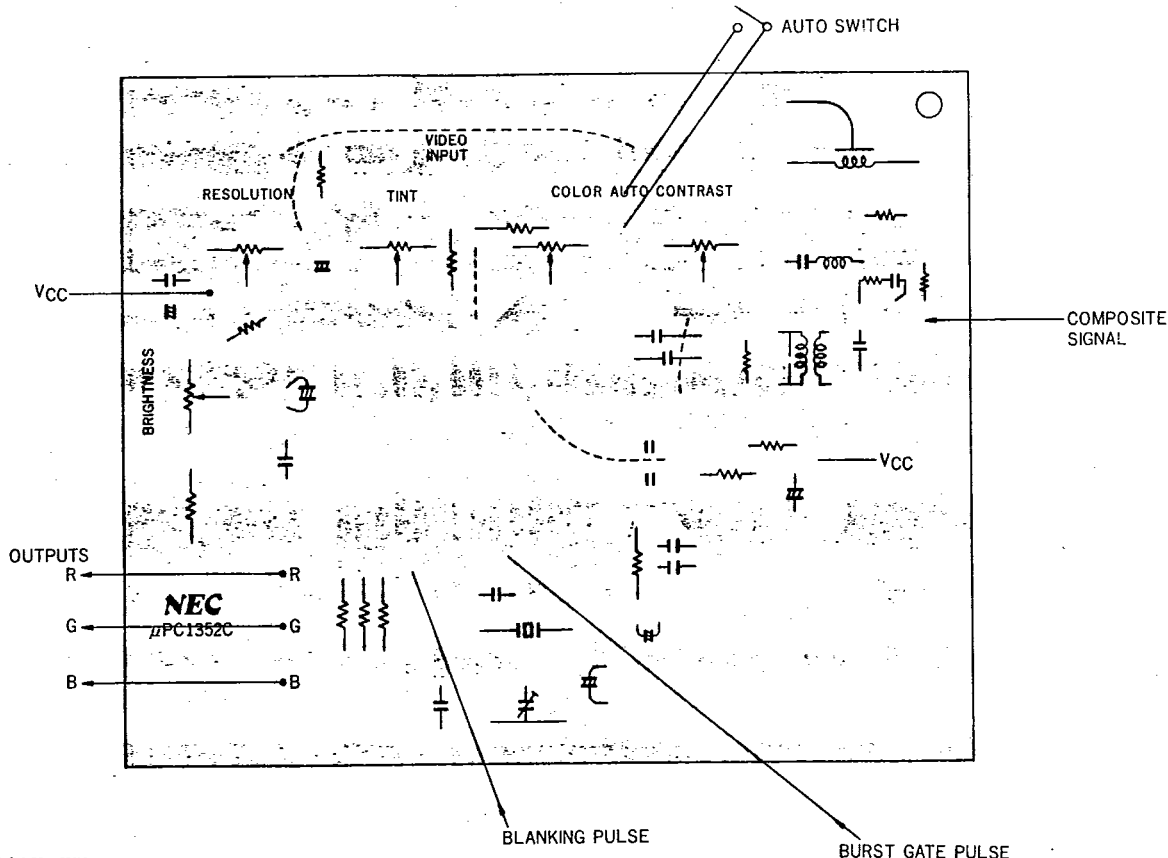 AUTO SWITCH
VIDEO
INPUT
RESOLUTION
TINT
COLOR AUTO CONTRAST
VCC
COMPOSITE
SIGNAL
BRIGHTNESS
VCC
OUTPUTS
R
R
NEC
G
μPC1352C
G
B
B
BLANKING PULSE
BURST GATE PULSE